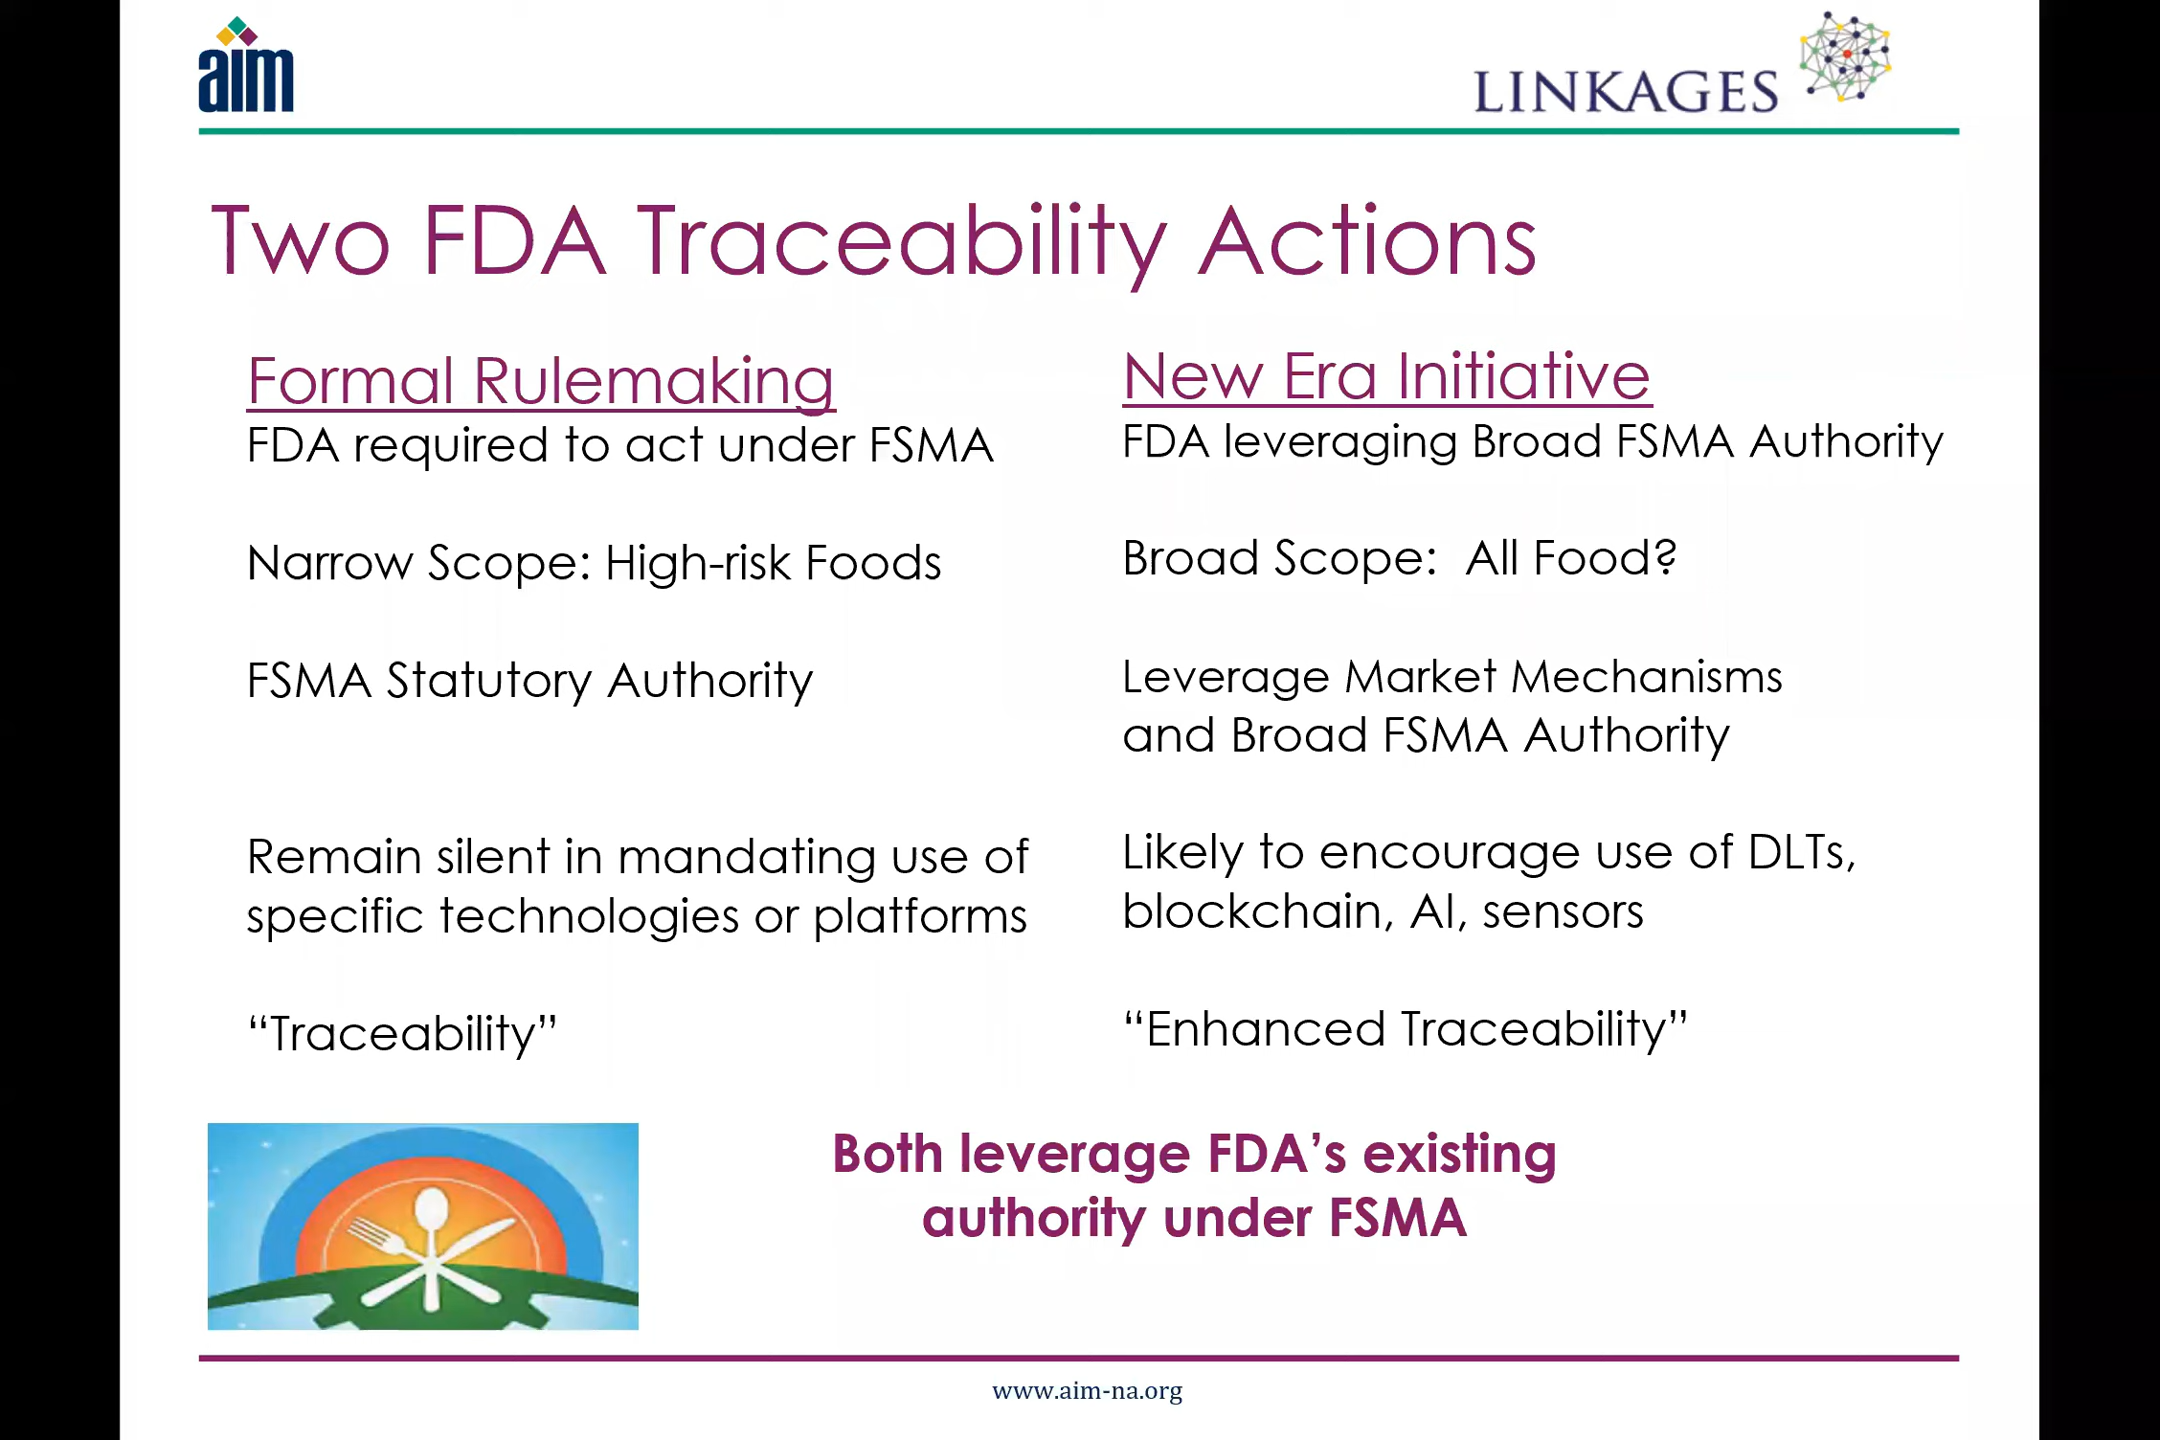 aim
LINKAGES
Two FDA Traceability Actions
Formal Rulemaking
FDA required to act under FSMA
Narrow Scope: High-risk Foods
FSMA Statutory Authority
Remain silent in mandating use of
specific technologies or platforms
“Traceability”
New Era Initiative
FDA leveraging Broad FSMA Authority
Broad Scope:  All Food?
Leverage Market Mechanisms
and Broad FSMA Authority
Likely to encourage use of DLTs,
blockchain, AI, sensors
“Enhanced Traceability”
Both leverage FDA’s existing
authority under FSMA
www.aim-na.org